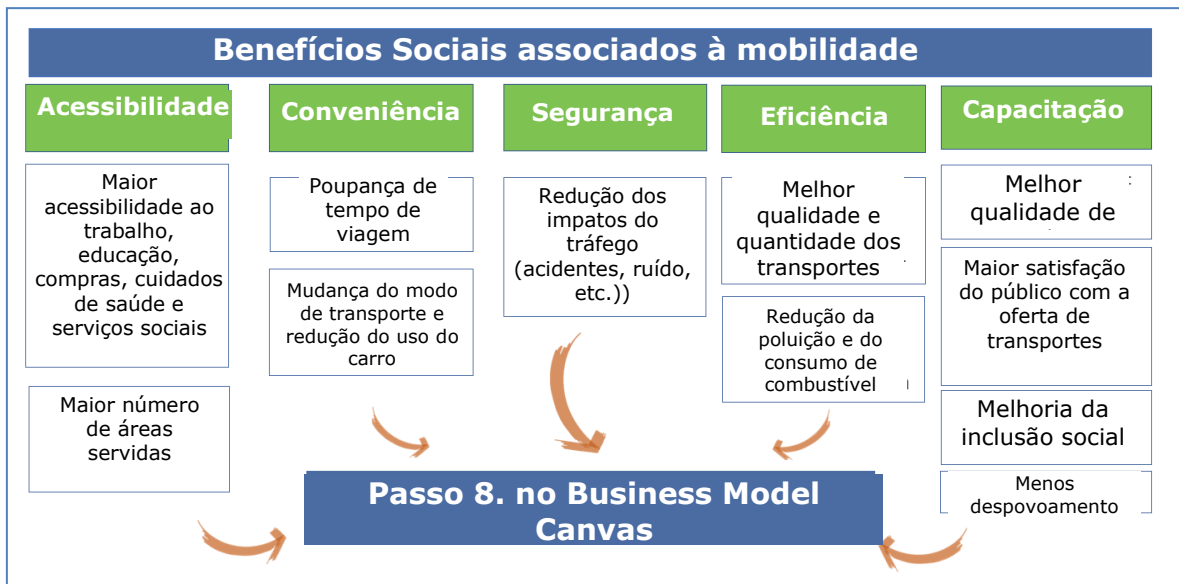 Benefícios Sociais associados à mobilidade
Acessibilidade
Maior
acessibilidade ao
trabalho,
educação,
compras, cuidados
de saúde e
serviços sociais
Maior número
de áreas
servidas
Conveniência
Poupança de
tempo de
viagem
Mudança do modo
de transporte e
redução do uso do
carro
Segurança
Redução dos
impatos do
tráfego
(acidentes, ruído,
etc.))
Eficiência
Melhor
qualidade e
quantidade dos
transportes
Redução da
poluição e do
consumo de
combustível
Capacitação
Melhor
qualidade de
Maior satisfação
do público com a
oferta de
transportes
Melhoria da
inclusão social
Menos
despovoamento
Passo 8. no Business Model
Canvas